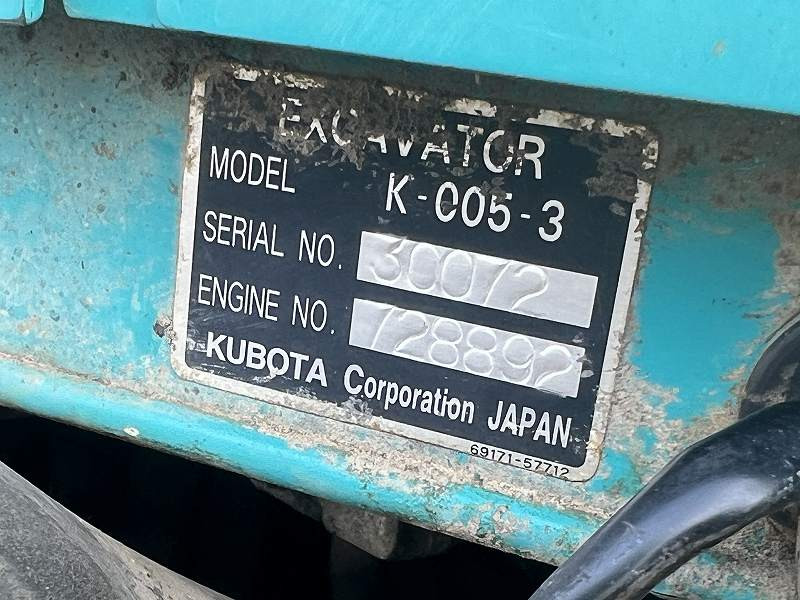 EXCAVATOR
MODEL K-005-3
SERIAL NO. 30072
ENGINE NO. 728892
KUBOTA Corporation JAPAN
69171-57712